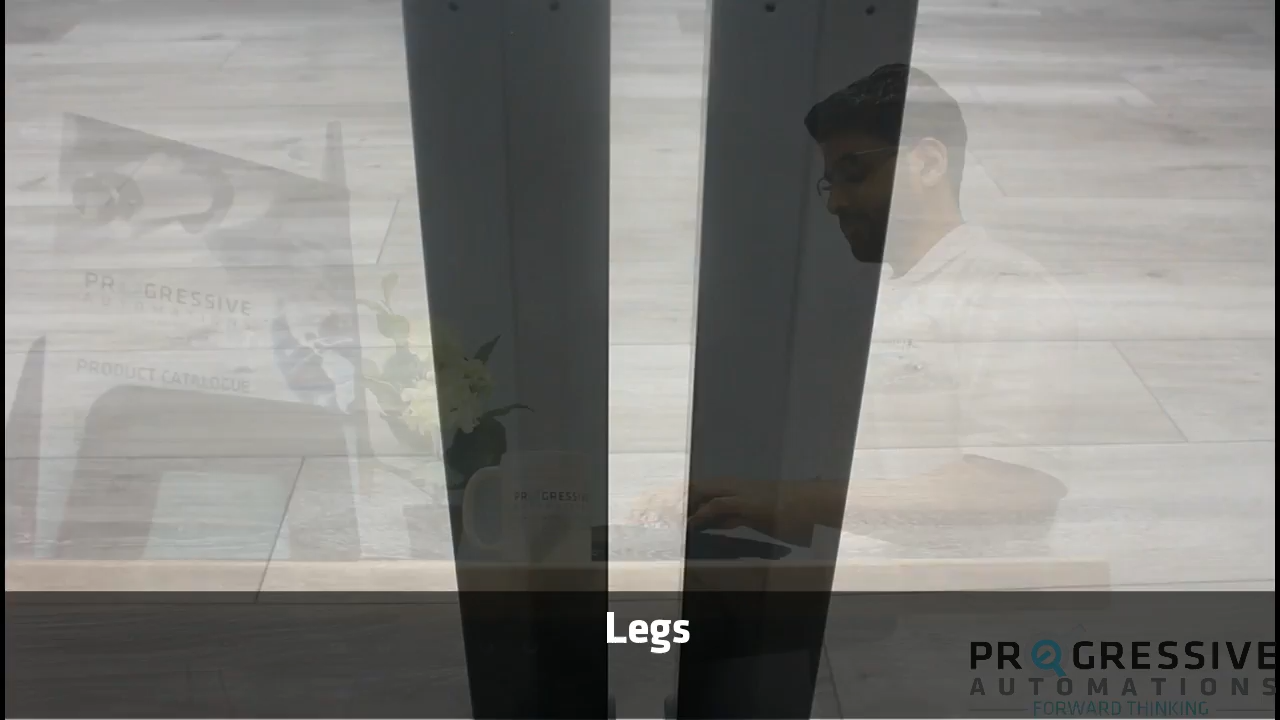 PROGRESSIVE
AUTOMATIONS
PRODUCT CATALOGUE
PROGRESSIVE
Legs
PROGRESSIVE
AUTOMATIONS
FORWARD THINKING